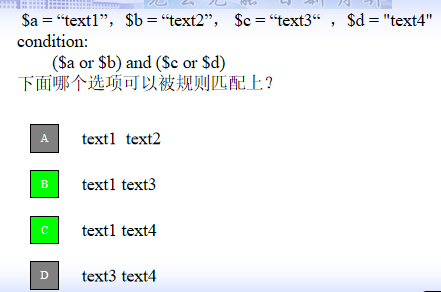 $a = “text1”，$b = “text2”， $c = “text3“ ，$d = "text4"
condition:
($a or $b) and ($c or $d)
下面哪个选项可以被规则匹配上？
A text1 text2
B text1 text3
C text1 text4
D text3 text4